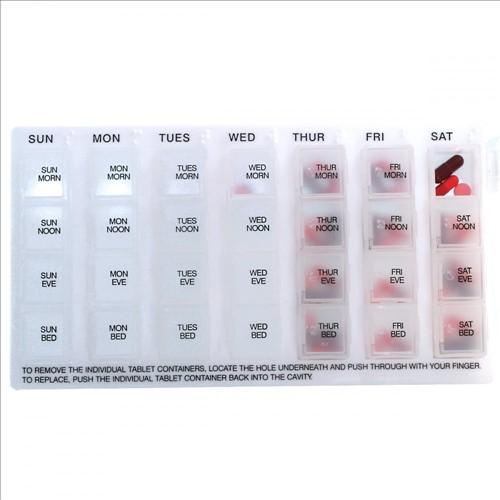 SUN MON TUES WED THUR FRI SAT
SUN MON TUES WED THUR FRI
MORN MORN MORN MORN MORN MORN
SUN MON TUES WED THUR FRI SAT
NOON NOON NOON NOON NOON NOON NOON
SUN MON TUES WED THUR FRI SAT
EVE EVE EVE EVE EVE EVE EVE
SUN MON TUES WED THUR FRI SAT
BED BED BED BED BED BED BED
TO REMOVE THE INDIVIDUAL TABLET CONTAINERS, LOCATE THE HOLE UNDERNEATH AND PUSH THROUGH WITH YOUR FINGER.
TO REPLACE, PUSH THE INDIVIDUAL TABLET CONTAINER BACK INTO THE CAVITY.